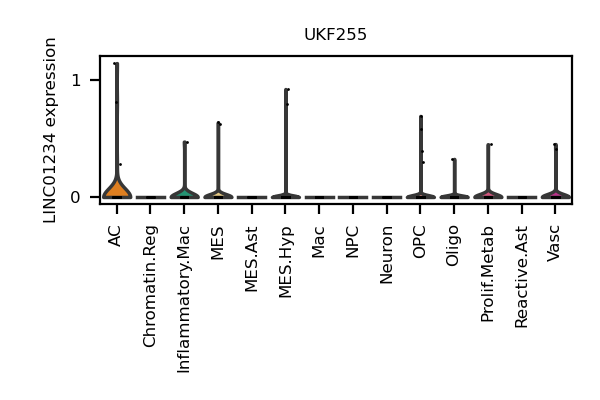 UKF255
LINC01234 expression
1
0
AC
Chromatin.Reg
Inflammatory.Mac
MES
MES.Ast
MES.Hyp
Mac
NPC
Neuron
OPC
Oligo
Prolif.Metab
Reactive.Ast
Vasc